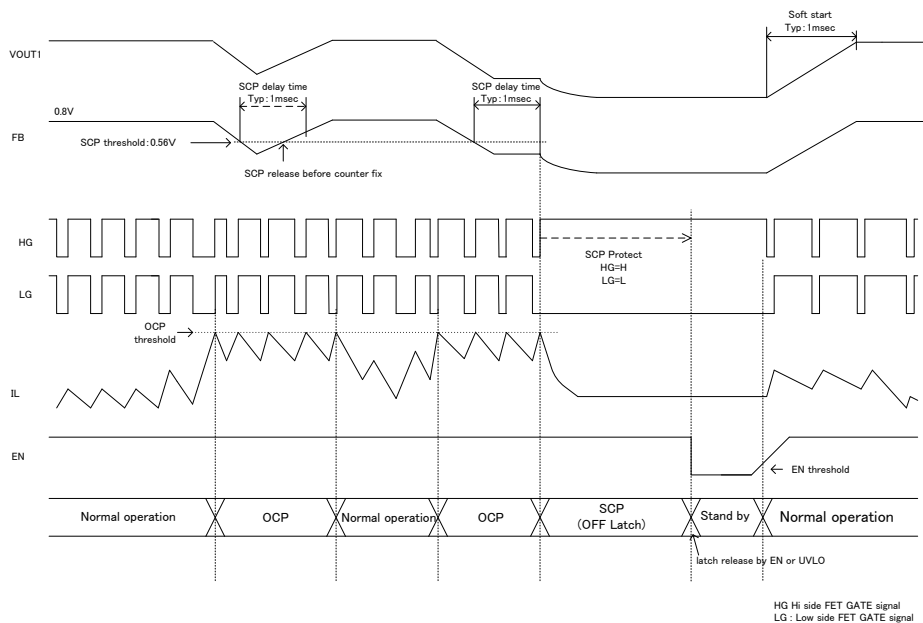 Soft start
Typ:1msec
VOUT1
SCP delay time
Typ:1msec
SCP delay time
Typ:1msec
0.8V
FB
SCP threshold:0.56V
SCP release before counter fix
HG
SCP Protect
HG=H
LG=L
LG
OCP
threshold
IL
EN
EN threshold
Normal operation
OCP
Normal operation
OCP
SCP
(OFF Latch)
Stand by
Normal operation
latch release by EN or UVLO
HG Hi side FET GATE signal
LG : Low side FET GATE signal